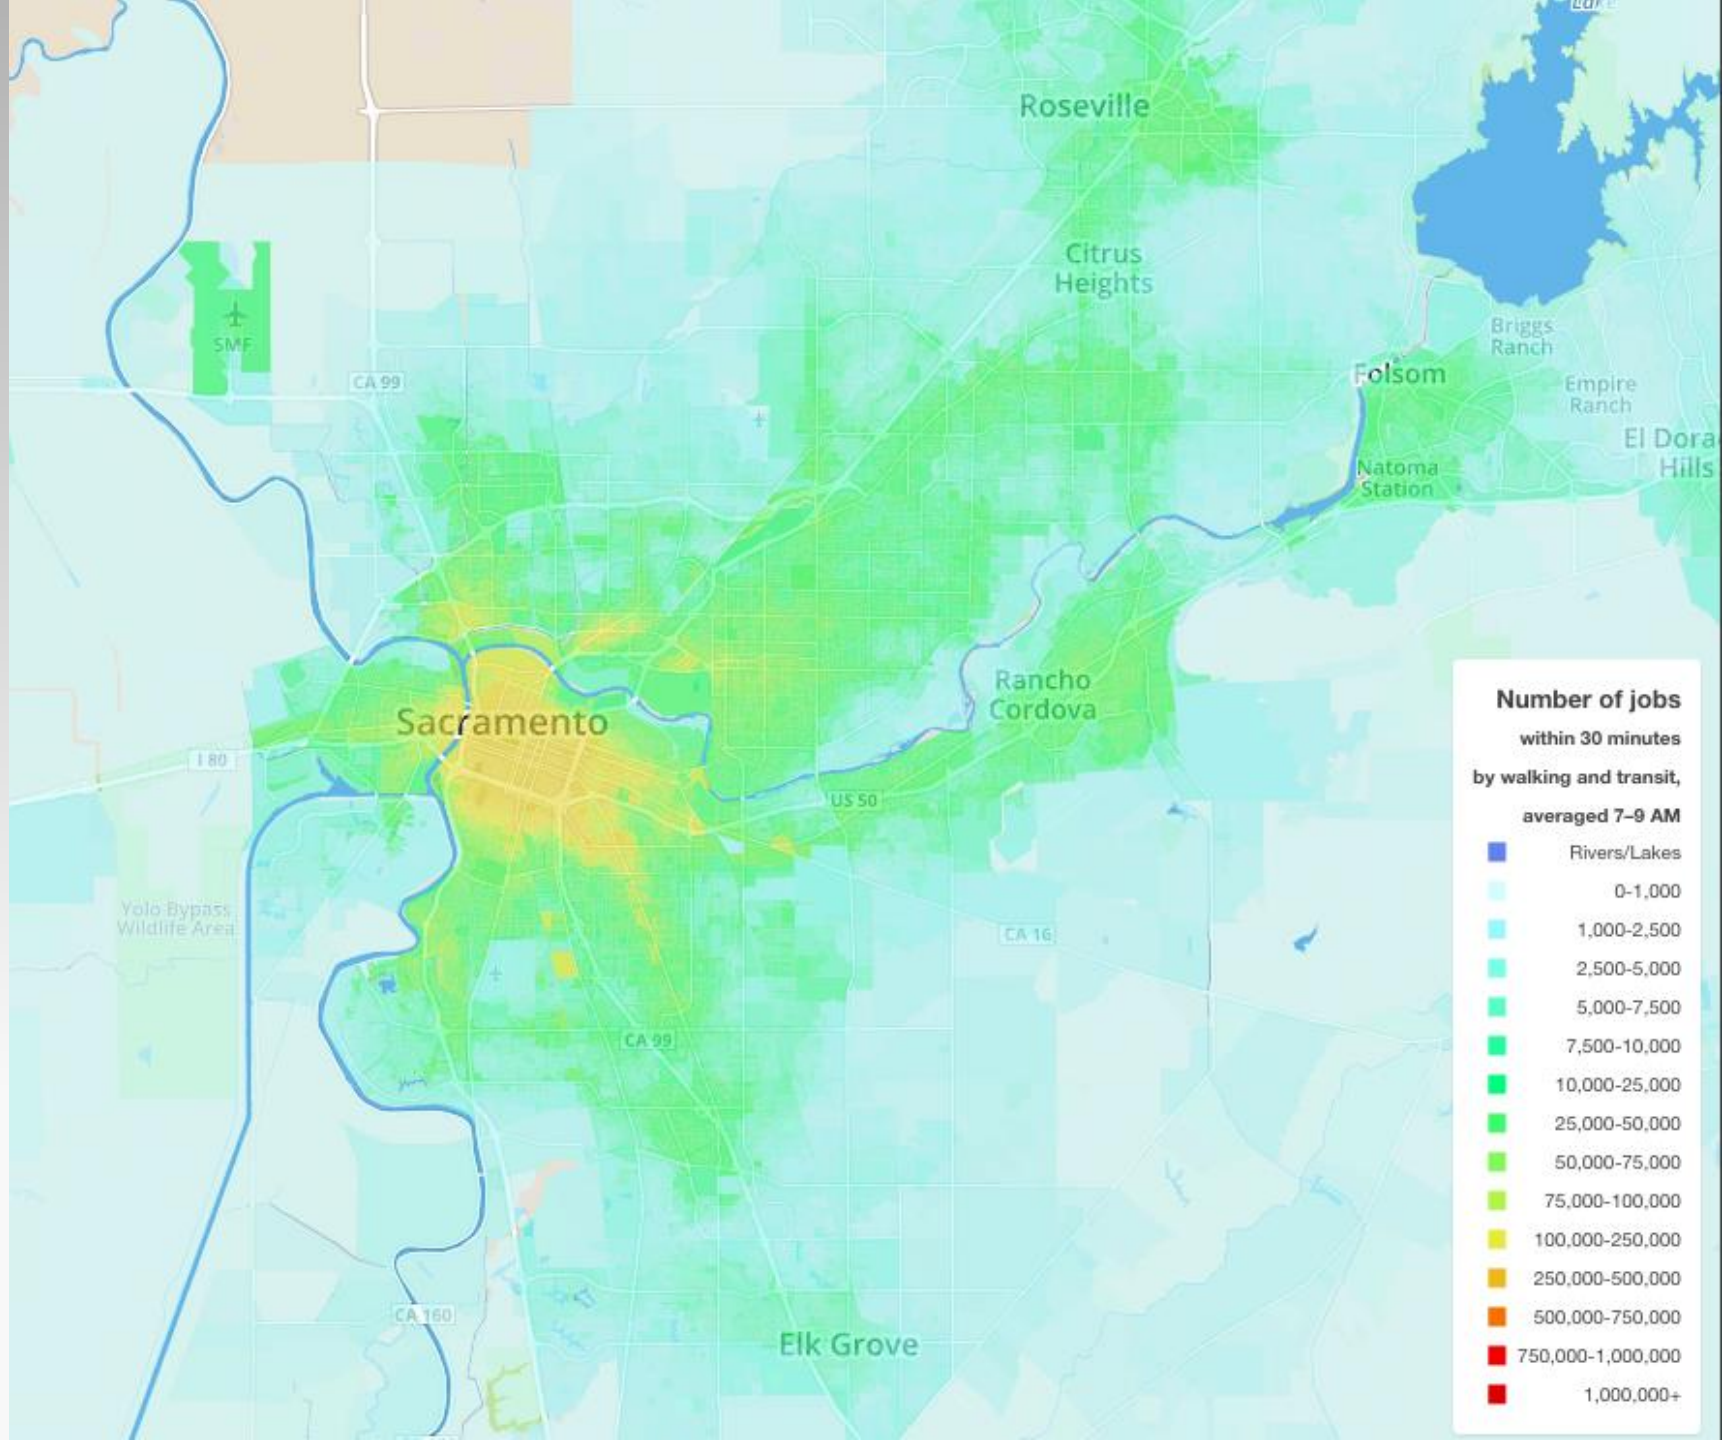 Lake
Roseville
Citrus
Heights
SMF
CA 99
Briggs
Ranch
Folsom
Empire
Ranch
El Dora
Hills
Natoma
Station
Rancho
Cordova
Sacramento
I 80
US 50
Yolo Bypass
Wildlife Area
CA 16
CA 99
CA 160
Elk Grove
Number of jobs
within 30 minutes
by walking and transit,
averaged 7–9 AM
Rivers/Lakes
0-1,000
1,000-2,500
2,500-5,000
5,000-7,500
7,500-10,000
10,000-25,000
25,000-50,000
50,000-75,000
75,000-100,000
100,000-250,000
250,000-500,000
500,000-750,000
750,000-1,000,000
1,000,000+